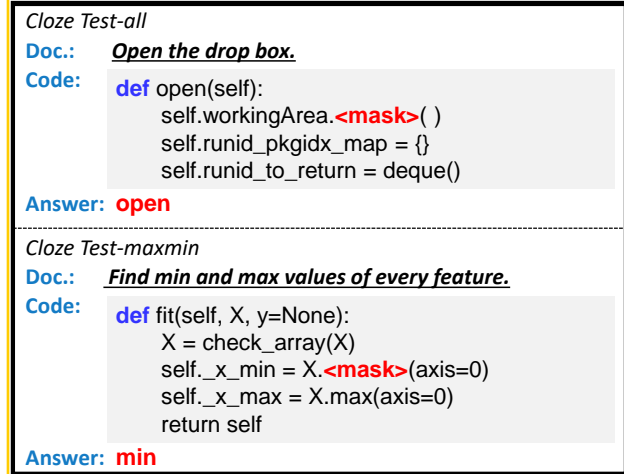 Cloze Test-all
Doc.: Open the drop box.
Code: def open(self):
self.workingArea.<mask>( )
self.runid_pkgidx_map = {}
self.runid_to_return = deque()
Answer: open
Cloze Test-maxmin
Doc.: Find min and max values of every feature.
Code: def fit(self, X, y=None):
X = check_array(X)
self._x_min = X.<mask>(axis=0)
self._x_max = X.max(axis=0)
return self
Answer: min